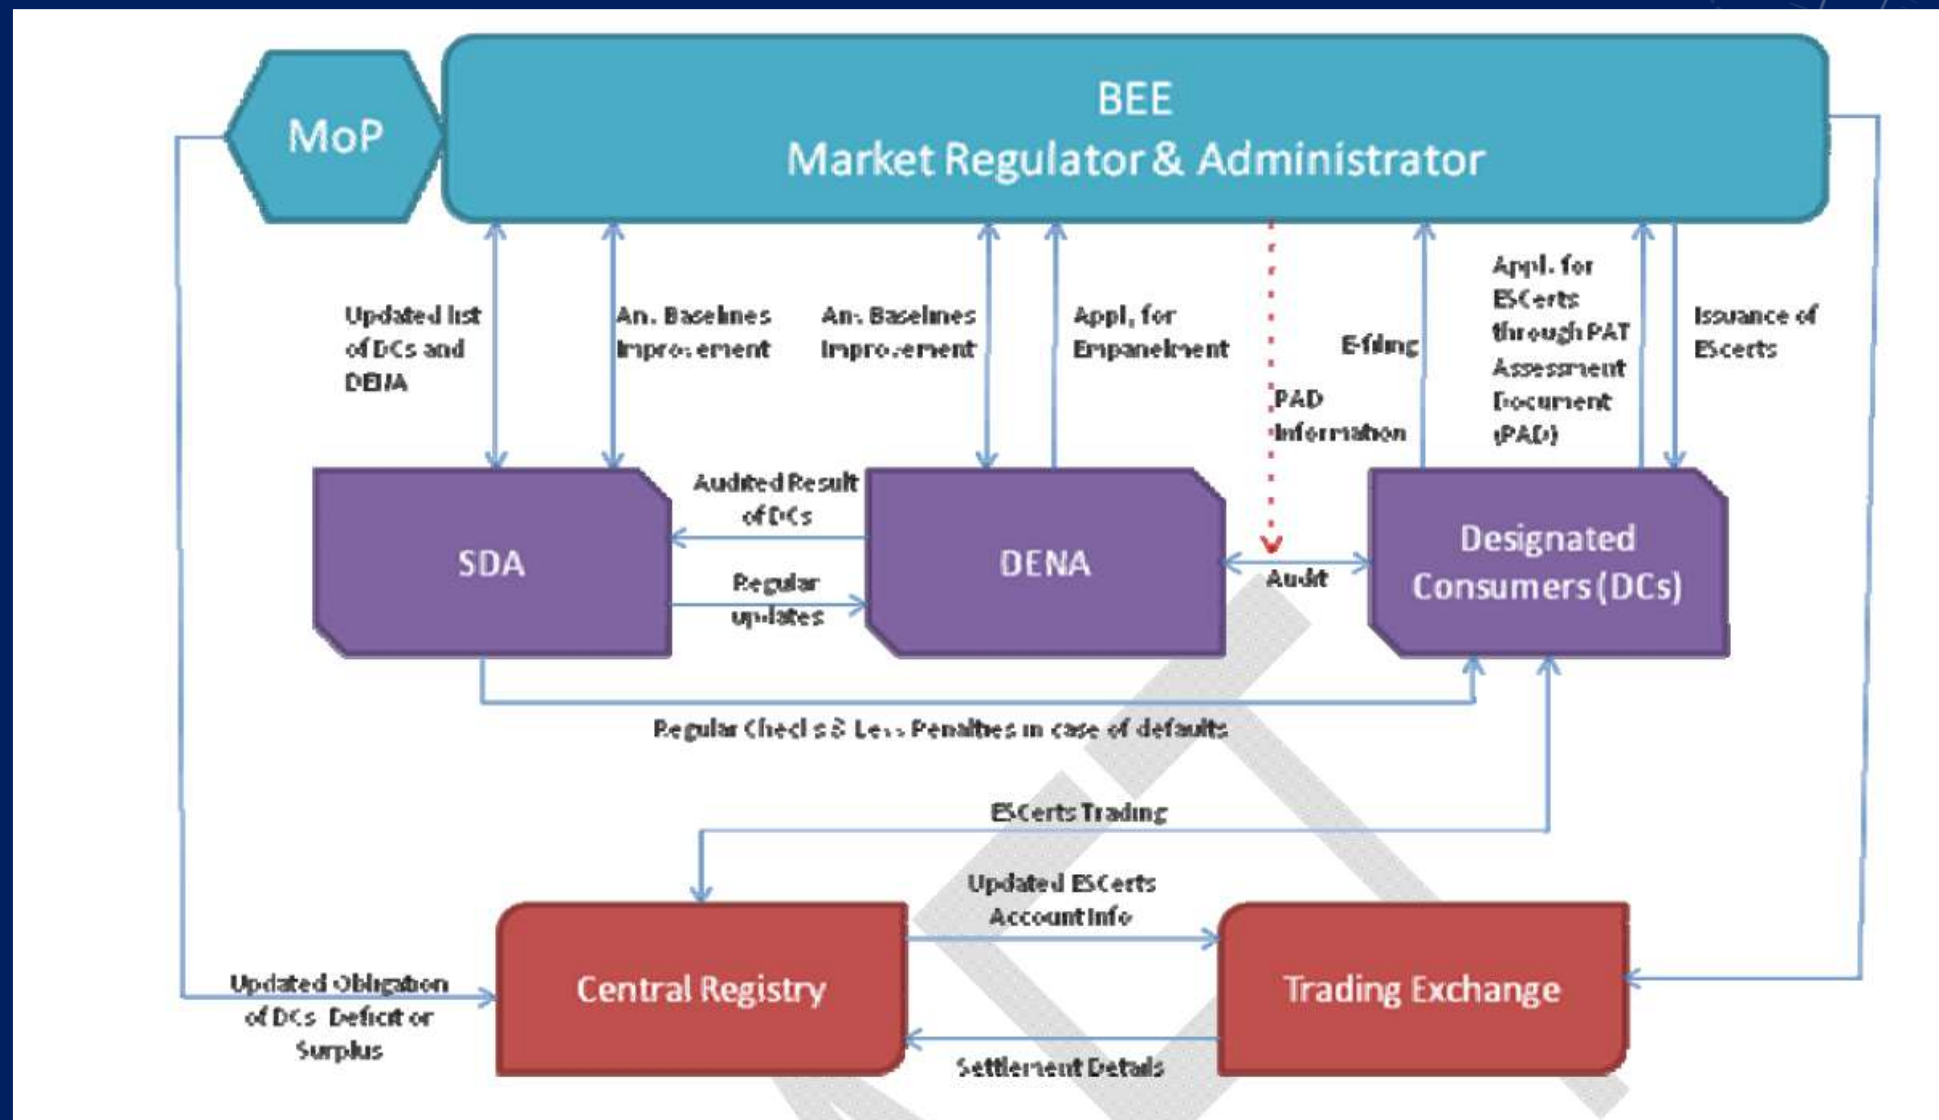 MoP
BEE
Market Regulator & Administrator
Updated list
of DCs and
DENA
Baselines
Improvement
Baselines
Improvement
Appl, for
Empanelment
PAD
Information
E-filing
Appl. for
ESCerts
through PAT
Assessment
Document
(PAD)
Issuance of
EScerts
SDA
Audited Result
of DCs
Regular
updates
DENA
Audit
Designated
Consumers (DCs)
Regular Checks & Levy Penalties in case of defaults
ESCerts Trading
Updated ESCerts
Account Info
Central Registry
Trading Exchange
Updated Obligation
of DCs Deficit or
Surplus
Settlement Details